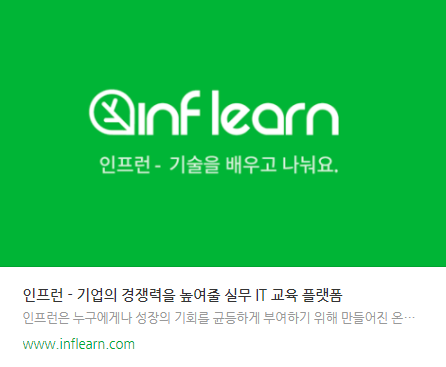 inflearn
인프런 - 기술을 배우고 나눠요.
인프런 - 기업의 경쟁력을 높여줄 실무 IT 교육 플랫폼
인프런은 누구에게나 성장의 기회를 균등하게 부여하기 위해 만들어진 온…
www.inflearn.com